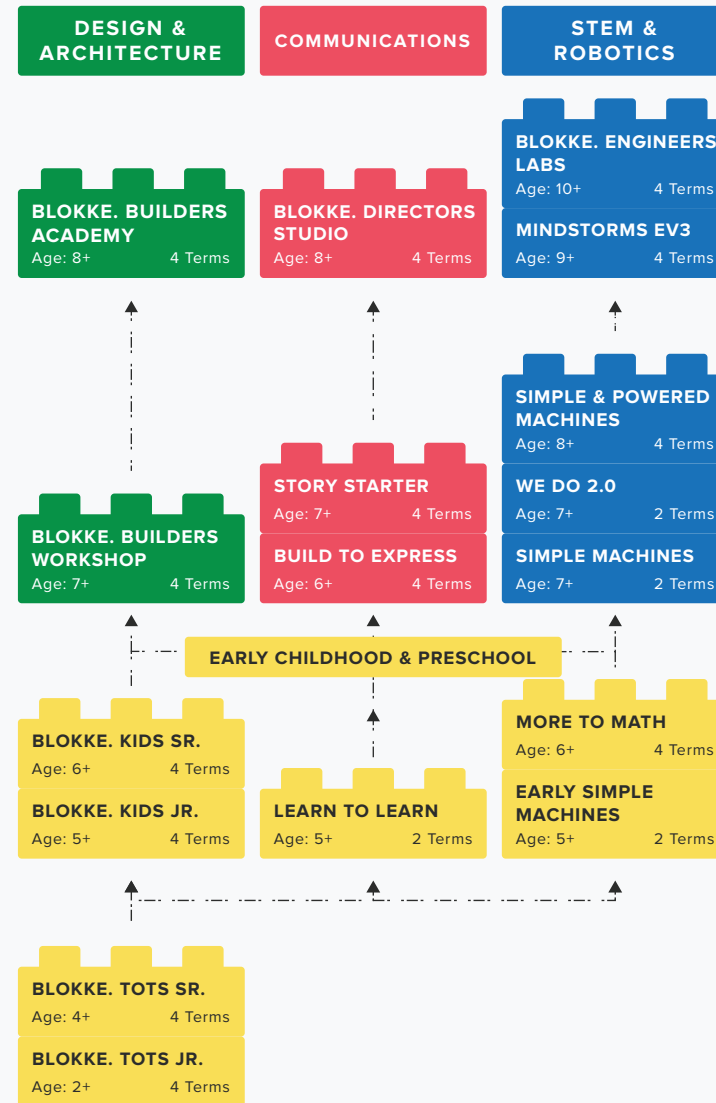 DESIGN &
ARCHITECTURE
COMMUNICATIONS
STEM &
ROBOTICS
BLOKKE. ENGINEERS
LABS
Age: 10+ 4 Terms
MINDSTORMS EV3
Age: 9+ 4 Terms
BLOKKE. BUILDERS
ACADEMY
Age: 8+ 4 Terms
BLOKKE. DIRECTORS
STUDIO
Age: 8+ 4 Terms
SIMPLE & POWERED
MACHINES
Age: 8+ 4 Terms
WE DO 2.0
Age: 7+ 2 Terms
SIMPLE MACHINES
Age: 7+ 2 Terms
STORY STARTER
Age: 7+ 4 Terms
BUILD TO EXPRESS
Age: 6+ 4 Terms
BLOKKE. BUILDERS
WORKSHOP
Age: 7+ 4 Terms
EARLY CHILDHOOD & PRESCHOOL
BLOKKE. KIDS SR.
Age: 6+ 4 Terms
BLOKKE. KIDS JR.
Age: 5+ 4 Terms
LEARN TO LEARN
Age: 5+ 2 Terms
MORE TO MATH
Age: 6+ 4 Terms
EARLY SIMPLE
MACHINES
Age: 5+ 2 Terms
BLOKKE. TOTS SR.
Age: 4+ 4 Terms
BLOKKE. TOTS JR.
Age: 2+ 4 Terms